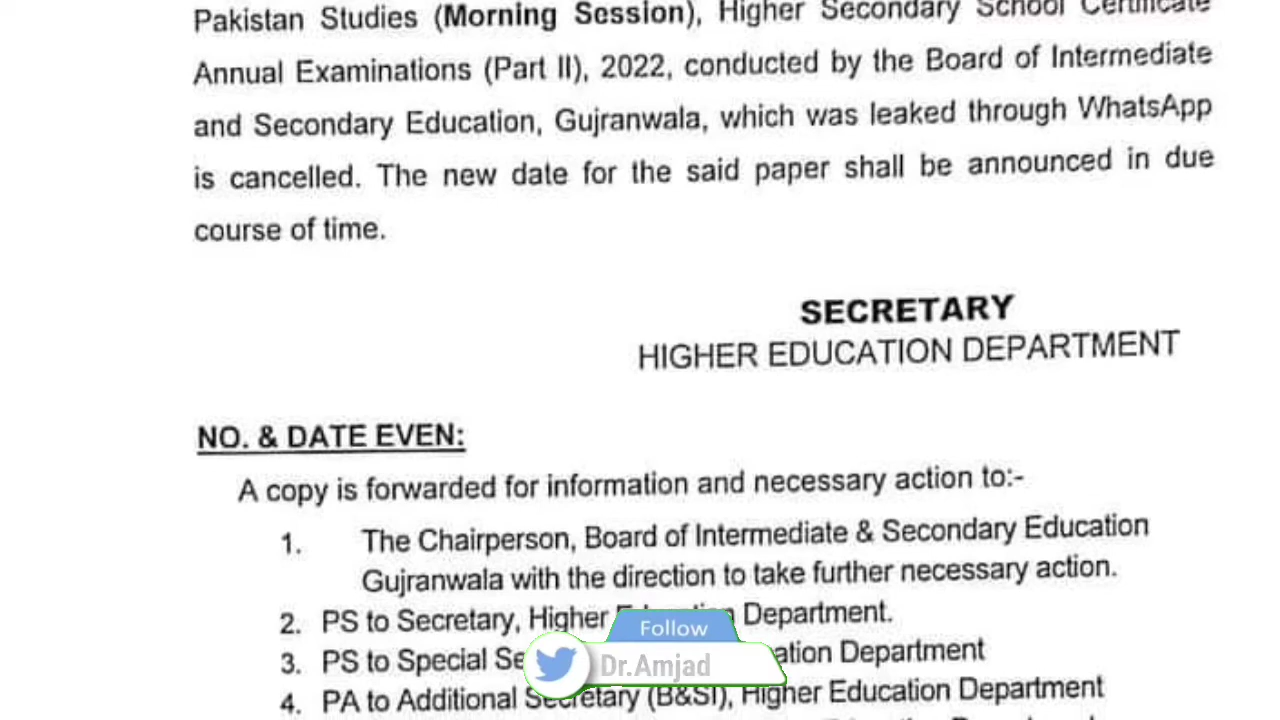 Pakistan Studies (Morning Session), Higher Secondary School Certificate
Annual Examinations (Part II), 2022, conducted by the Board of Intermediate
and Secondary Education, Gujranwala, which was leaked through WhatsApp
is cancelled. The new date for the said paper shall be announced in due
course of time.
SECRETARY
HIGHER EDUCATION DEPARTMENT
NO. & DATE EVEN:
A copy is forwarded for information and necessary action to:-
1. The Chairperson, Board of Intermediate & Secondary Education
Gujranwala with the direction to take further necessary action.
2. PS to Secretary, Higher Education Department.
3. PS to Special Se ation Department
4. PA to Additional Secretary (B&SI), Higher Education Department
Follow
Dr.Amjad